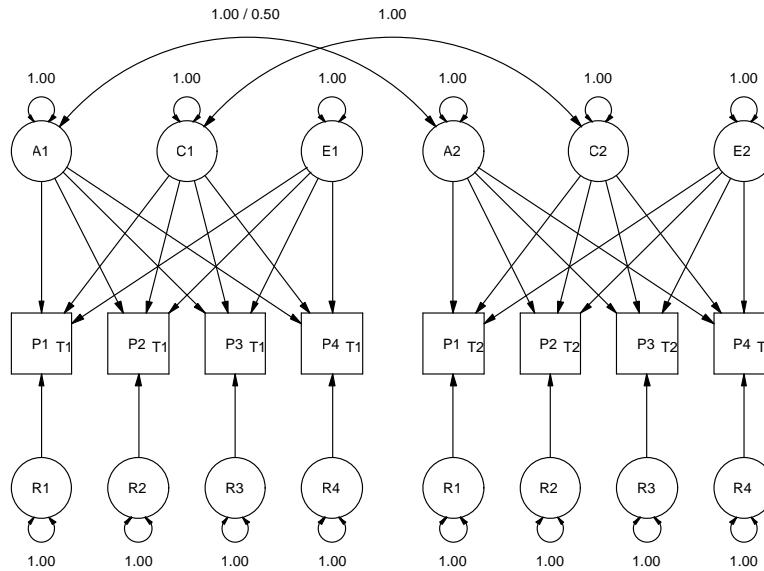 1.00 / 0.50 1.00
1.00 1.00 1.00 1.00 1.00 1.00
A1 C1 E1 A2 C2 E2
P1 T1 P2 T1 P3 T1 P4 T1 P1 T2 P2 T2 P3 T2 P4 T
R1 R2 R3 R4 R1 R2 R3 R4
1.00 1.00 1.00 1.00 1.00 1.00 1.00 1.00